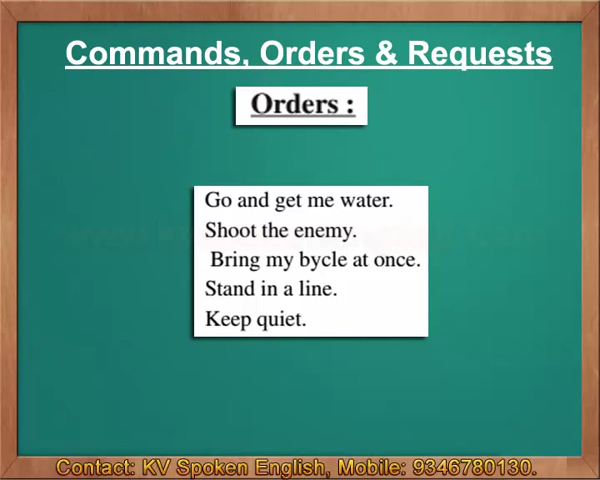 Commands, Orders & Requests
Orders :
Go and get me water.
Shoot the enemy.
Bring my bycle at once.
Stand in a line.
Keep quiet.
Contact: KV Spoken English, Mobile: 9346780130.